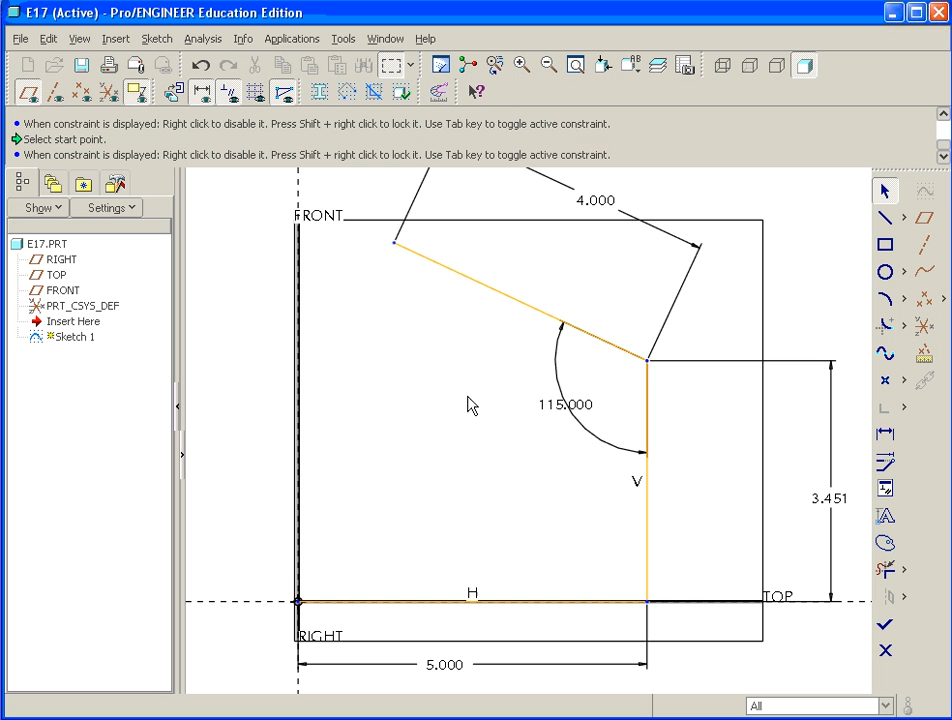 E17 (Active) - Pro/ENGINEER Education Edition
File Edit View Insert Sketch Analysis Info Applications Tools Window Help
• When constraint is displayed: Right click to disable it. Press Shift + right click to lock it. Use Tab key to toggle active constraint.
Select start point.
• When constraint is displayed: Right click to disable it. Press Shift + right click to lock it. Use Tab key to toggle active constraint.
Show Settings
E17.PRT
RIGHT
TOP
FRONT
PRT_CSYS_DEF
Insert Here
Sketch 1
4.000
FRONT
115.000
V
3.451
H
TOP
RIGHT
5.000
All